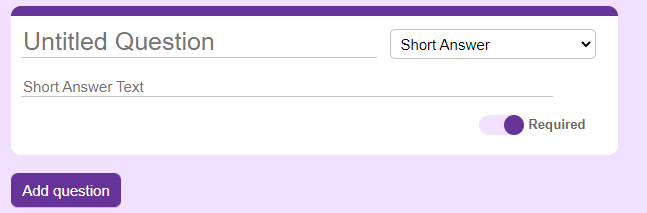 Untitled Question
Short Answer
Short Answer Text
Required
Add question